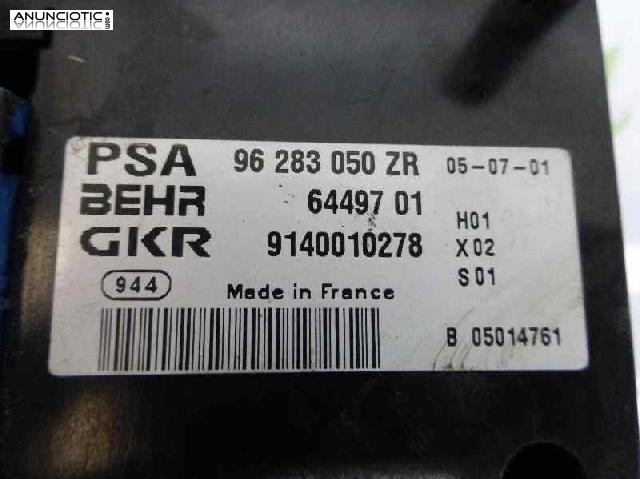 ANUNCIOTIC
PSA 96 283 050 ZR 05-07-01
BEHR 64497 01 H01
GKR 9140010278 X02
944 Made in France S01
B 05014761